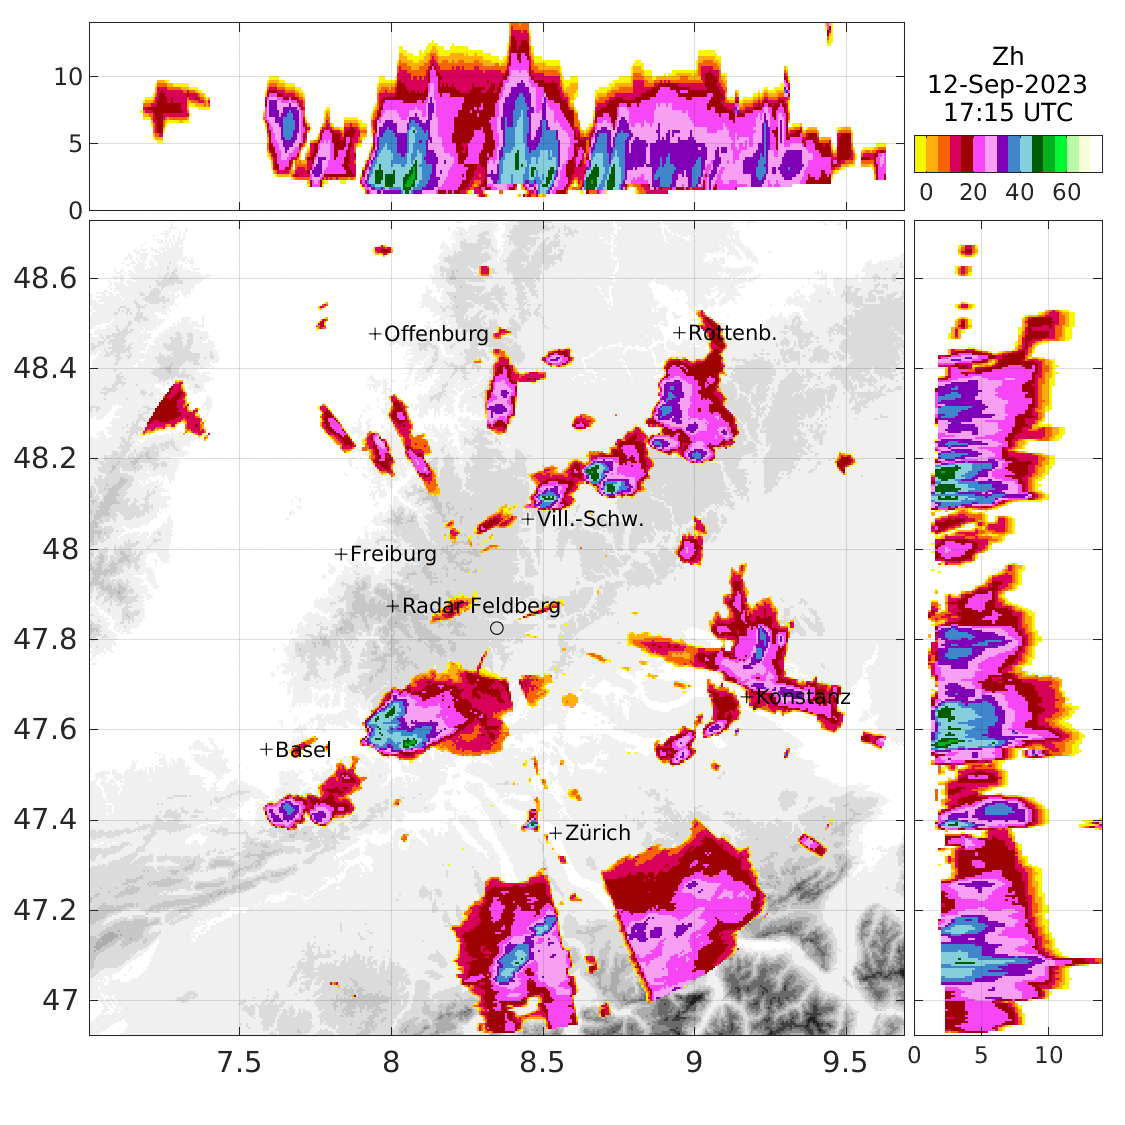 10
5
0
Zh
12-Sep-2023
17:15 UTC
0 20 40 60
48.6
48.4
48.2
48
47.8
47.6
47.4
47.2
47
+Offenburg
+Rottenb.
+Vill.-Schw.
+Freiburg
+Radar Feldberg
+Konstanz
+Basel
+Zürich
7.5 8 8.5 9 9.5
0 5 10